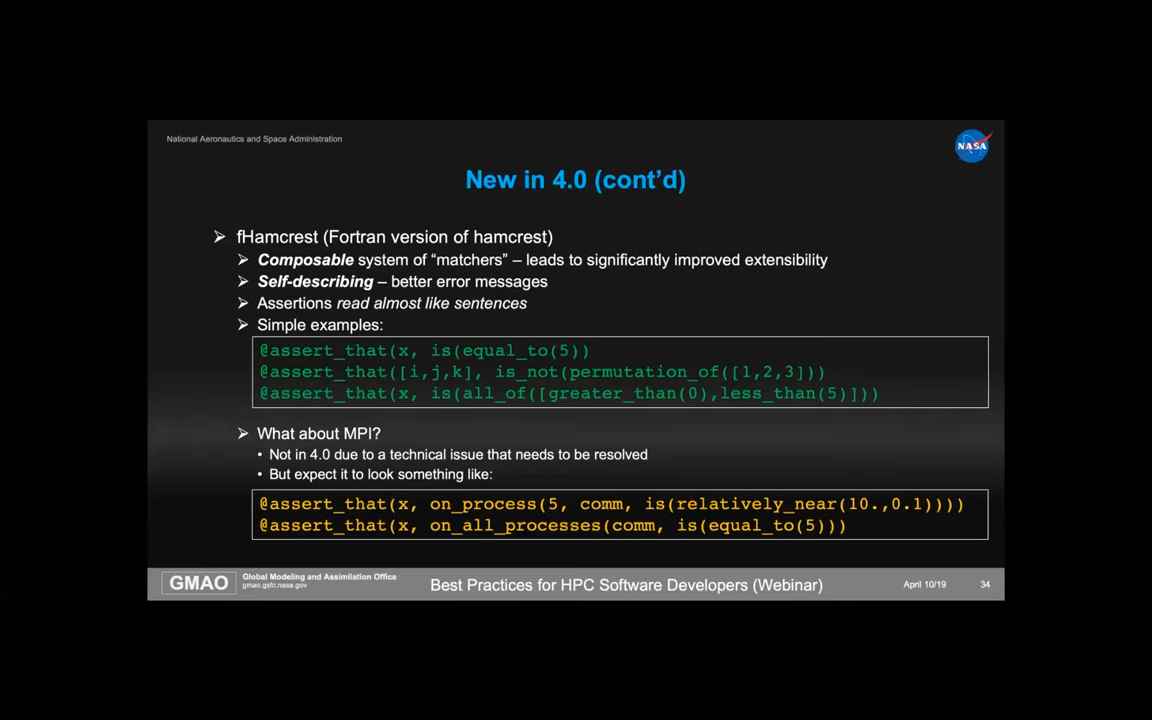 National Aeronautics and Space Administration
NASA
New in 4.0 (cont’d)
➢ fHamcrest (Fortran version of hamcrest)
➢ Composable system of “matchers” – leads to significantly improved extensibility
➢ Self-describing – better error messages
➢ Assertions read almost like sentences
➢ Simple examples:
@assert_that(x, is(equal_to(5))
@assert_that([i,j,k], is_not(permutation_of([1,2,3]))
@assert_that(x, is(all_of([greater_than(0),less_than(5)]))
➢ What about MPI?
• Not in 4.0 due to a technical issue that needs to be resolved
• But expect it to look something like:
@assert_that(x, on_process(5, comm, is(relatively_near(10.,0.1))))
@assert_that(x, on_all_processes(comm, is(equal_to(5)))
GMAO
Global Modeling and Assimilation Office
gmao.gsfc.nasa.gov
Best Practices for HPC Software Developers (Webinar)
April 10/19
34